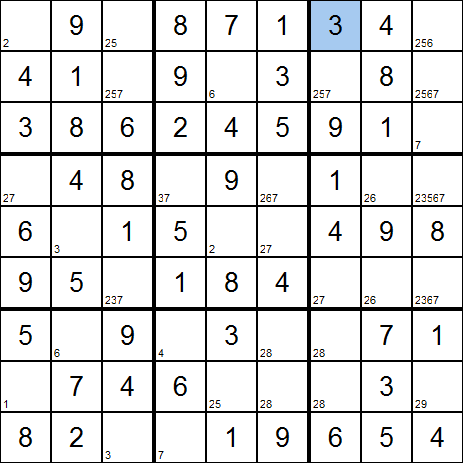 9 8 7 1 3 4
2 25 256
4 1 9 3 8
257 6 257 2567
3 8 6 2 4 5 9 1
7
4 8 9 1
27 37 267 26 23567
6 1 5 4 9 8
3 2 27
9 5 1 8 4
237 27 26 2367
5 9 3 7 1
6 4 28 28
7 4 6 3
1 25 28 28 29
8 2 1 9 6 5 4
3 7